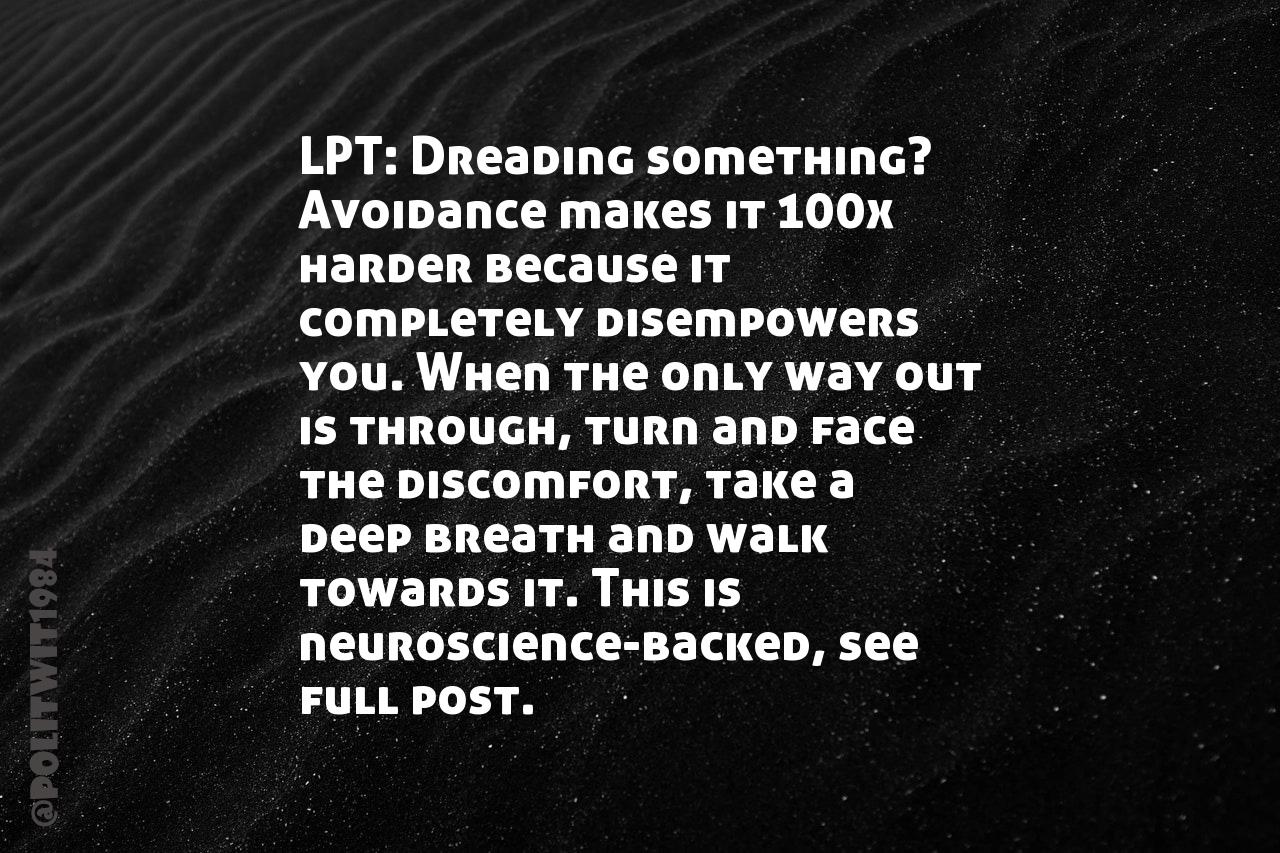 LPT: Dreading something?
Avoidance makes it 100x
harder because it
completely disempowers
you. When the only way out
is through, turn and face
the discomfort, take a
deep breath and walk
towards it. This is
neuroscience-backed, see
full post.
@politwit1984